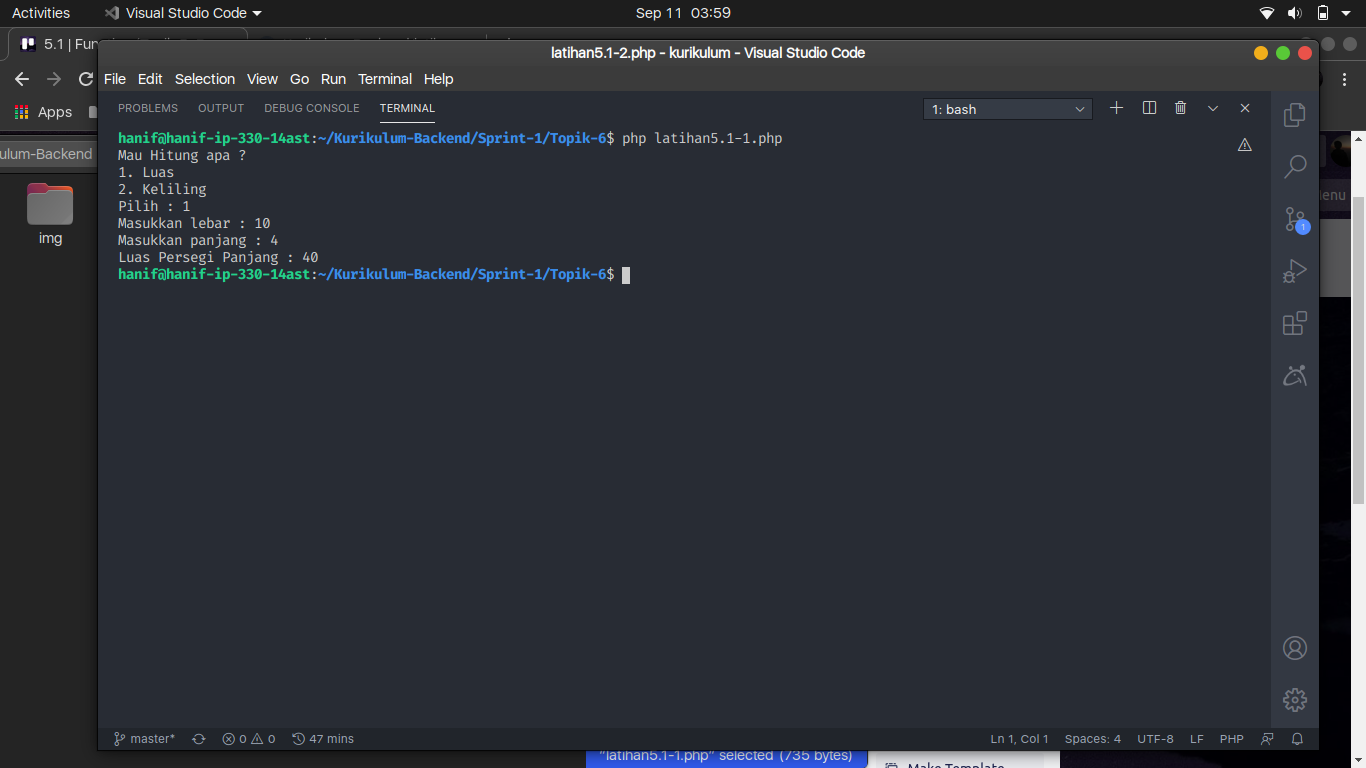 Activities
Visual Studio Code
Sep 11 03:59
5.1 |
latihan5.1-2.php - kurikulum - Visual Studio Code
File Edit Selection View Go Run Terminal Help
Apps
PROBLEMS OUTPUT DEBUG CONSOLE TERMINAL
1: bash
hanif@hanif-ip-330-14ast:~/Kurikulum-Backend/Sprint-1/Topik-6$ php latihan5.1-1.php
Mau Hitung apa ?
1. Luas
2. Keliling
Pilih : 1
Masukkan lebar : 10
Masukkan panjang : 4
Luas Persegi Panjang : 40
hanif@hanif-ip-330-14ast:~/Kurikulum-Backend/Sprint-1/Topik-6$
ulum-Backend
img
lenu
1
master*
0 0
47 mins
Ln 1, Col 1
Spaces: 4
UTF-8
LF
PHP
"latihan5.1-1.php" selected (735 bytes)
Make Template